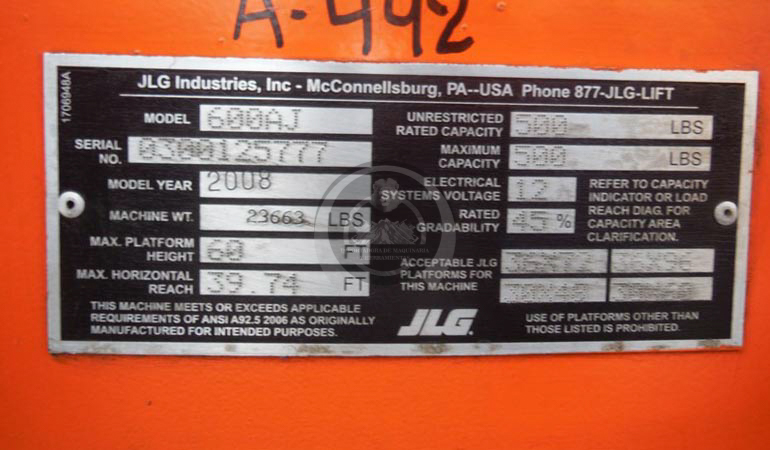 A-442
1706948A
JLG Industries, Inc - McConnellsburg, PA--USA Phone 877-JLG-LIFT
MODEL 600AJ
SERIAL NO. 0300125777
MODEL YEAR 2008
MACHINE WT. 23663 LBS
MAX. PLATFORM HEIGHT 60 FT
MAX. HORIZONTAL REACH 39.74 FT
THIS MACHINE MEETS OR EXCEEDS APPLICABLE
REQUIREMENTS OF ANSI A92.5 2006 AS ORIGINALLY
MANUFACTURED FOR INTENDED PURPOSES.
UNRESTRICTED
RATED CAPACITY 500 LBS
MAXIMUM
CAPACITY 500 LBS
ELECTRICAL
SYSTEMS VOLTAGE 12
RATED
GRADABILITY 45 %
REFER TO CAPACITY
INDICATOR OR LOAD
REACH DIAG. FOR
CAPACITY AREA
CLARIFICATION.
ACCEPTABLE JLG
PLATFORMS FOR
THIS MACHINE
JLG
USE OF PLATFORMS OTHER THAN
THOSE LISTED IS PROHIBITED.